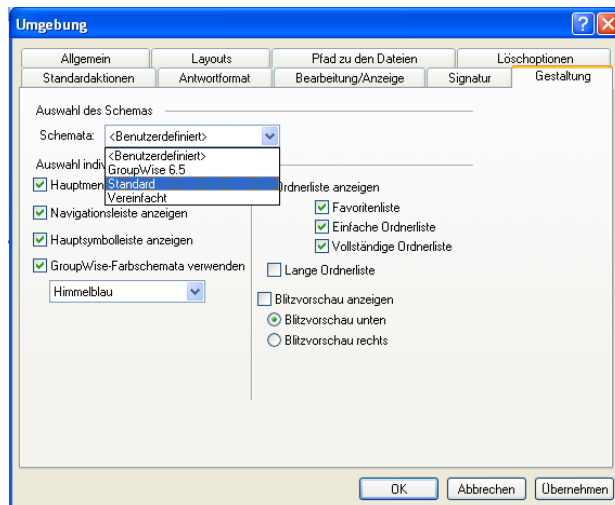 Umgebung
Allgemein
Layouts
Pfad zu den Dateien
Löschoptionen
Standardaktionen
Antwortformat
Bearbeitung/Anzeige
Signatur
Gestaltung
Auswahl des Schemas
Schemata:
<Benutzerdefiniert>
<Benutzerdefiniert>
GroupWise 6.5
Standard
Vereinfacht
Auswahl
Navigationsleiste anzeigen
Hauptsymbolleiste anzeigen
GroupWise-Farbschemata verwenden
Himmelblau
Ordnerliste anzeigen
Favoritenliste
Einfache Ordnerliste
Vollständige Ordnerliste
Lange Ordnerliste
Blitzvorschau anzeigen
Blitzvorschau unten
Blitzvorschau rechts
OK
Abbrechen
Übernehmen